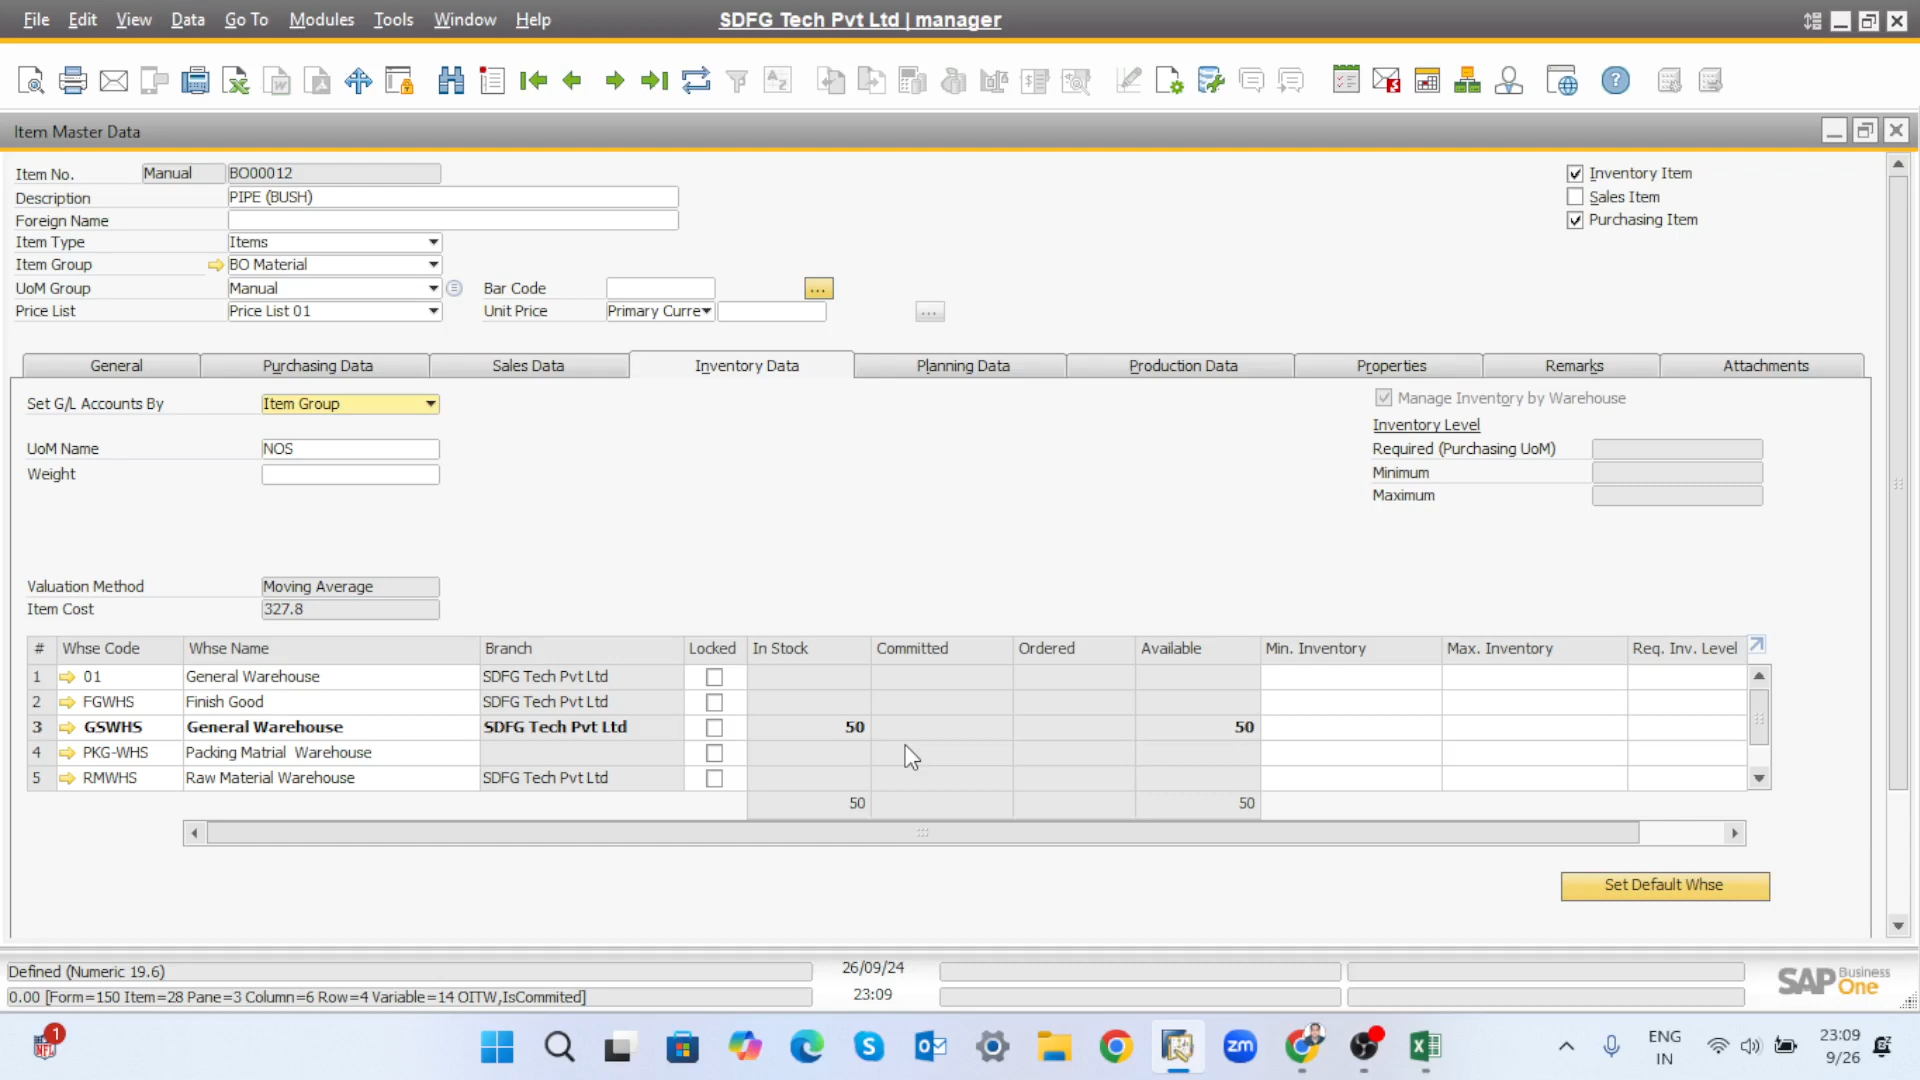 File Edit View Data Go To Modules Tools Window Help SDFG Tech Pvt Ltd | manager
Item Master Data
Item No. Manual BO00012 Inventory Item
Description PIPE (BUSH) Sales Item
Foreign Name Purchasing Item
Item Type Items
Item Group BO Material
UoM Group Manual Bar Code ...
Price List Price List 01 Unit Price Primary Curre ...
General Purchasing Data Sales Data Inventory Data Planning Data Production Data Properties Remarks Attachments
Set G/L Accounts By Item Group Manage Inventory by Warehouse
Inventory Level
UoM Name NOS Required (Purchasing UoM)
Weight Minimum
Maximum
Valuation Method Moving Average
Item Cost 327.8
# Whse Code Whse Name Branch Locked In Stock Committed Ordered Available Min. Inventory Max. Inventory Req. Inv. Level
1 01 General Warehouse SDFG Tech Pvt Ltd
2 FGWHS Finish Good SDFG Tech Pvt Ltd
3 GSWHS General Warehouse SDFG Tech Pvt Ltd 50 50
4 PKG-WHS Packing Matrial Warehouse
5 RMWHS Raw Material Warehouse SDFG Tech Pvt Ltd
50 50
Set Default Whse
Defined (Numeric 19.6) 26/09/24
0.00 [Form=150 Item=28 Pane=3 Column=6 Row=4 Variable=14 OITW,IsCommited] 23:09
SAP Business One
1 NFL zm ENG IN 23:09 9/26